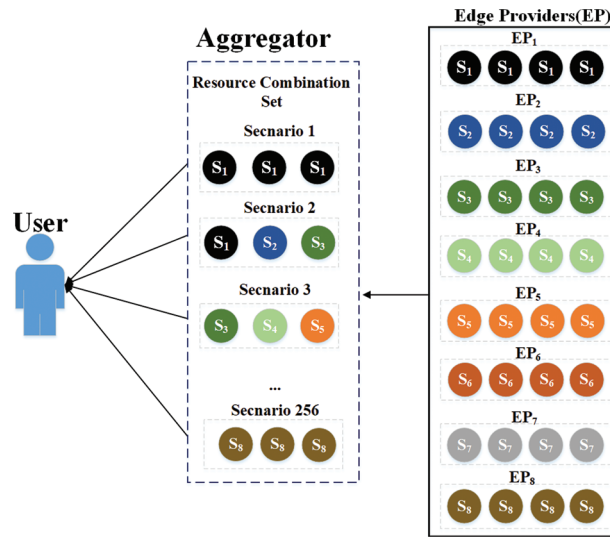 Edge Providers(EP)
Aggregator
Resource Combination
Set
Secnario 1
S1 S1 S1
Secnario 2
S1 S2 S3
Secnario 3
S3 S4 S5
...
Secnario 256
S8 S8 S8
User
EP1
S1 S1 S1 S1
EP2
S2 S2 S2 S2
EP3
S3 S3 S3 S3
EP4
S4 S4 S4 S4
EP5
S5 S5 S5 S5
EP6
S6 S6 S6 S6
EP7
S7 S7 S7 S7
EP8
S8 S8 S8 S8